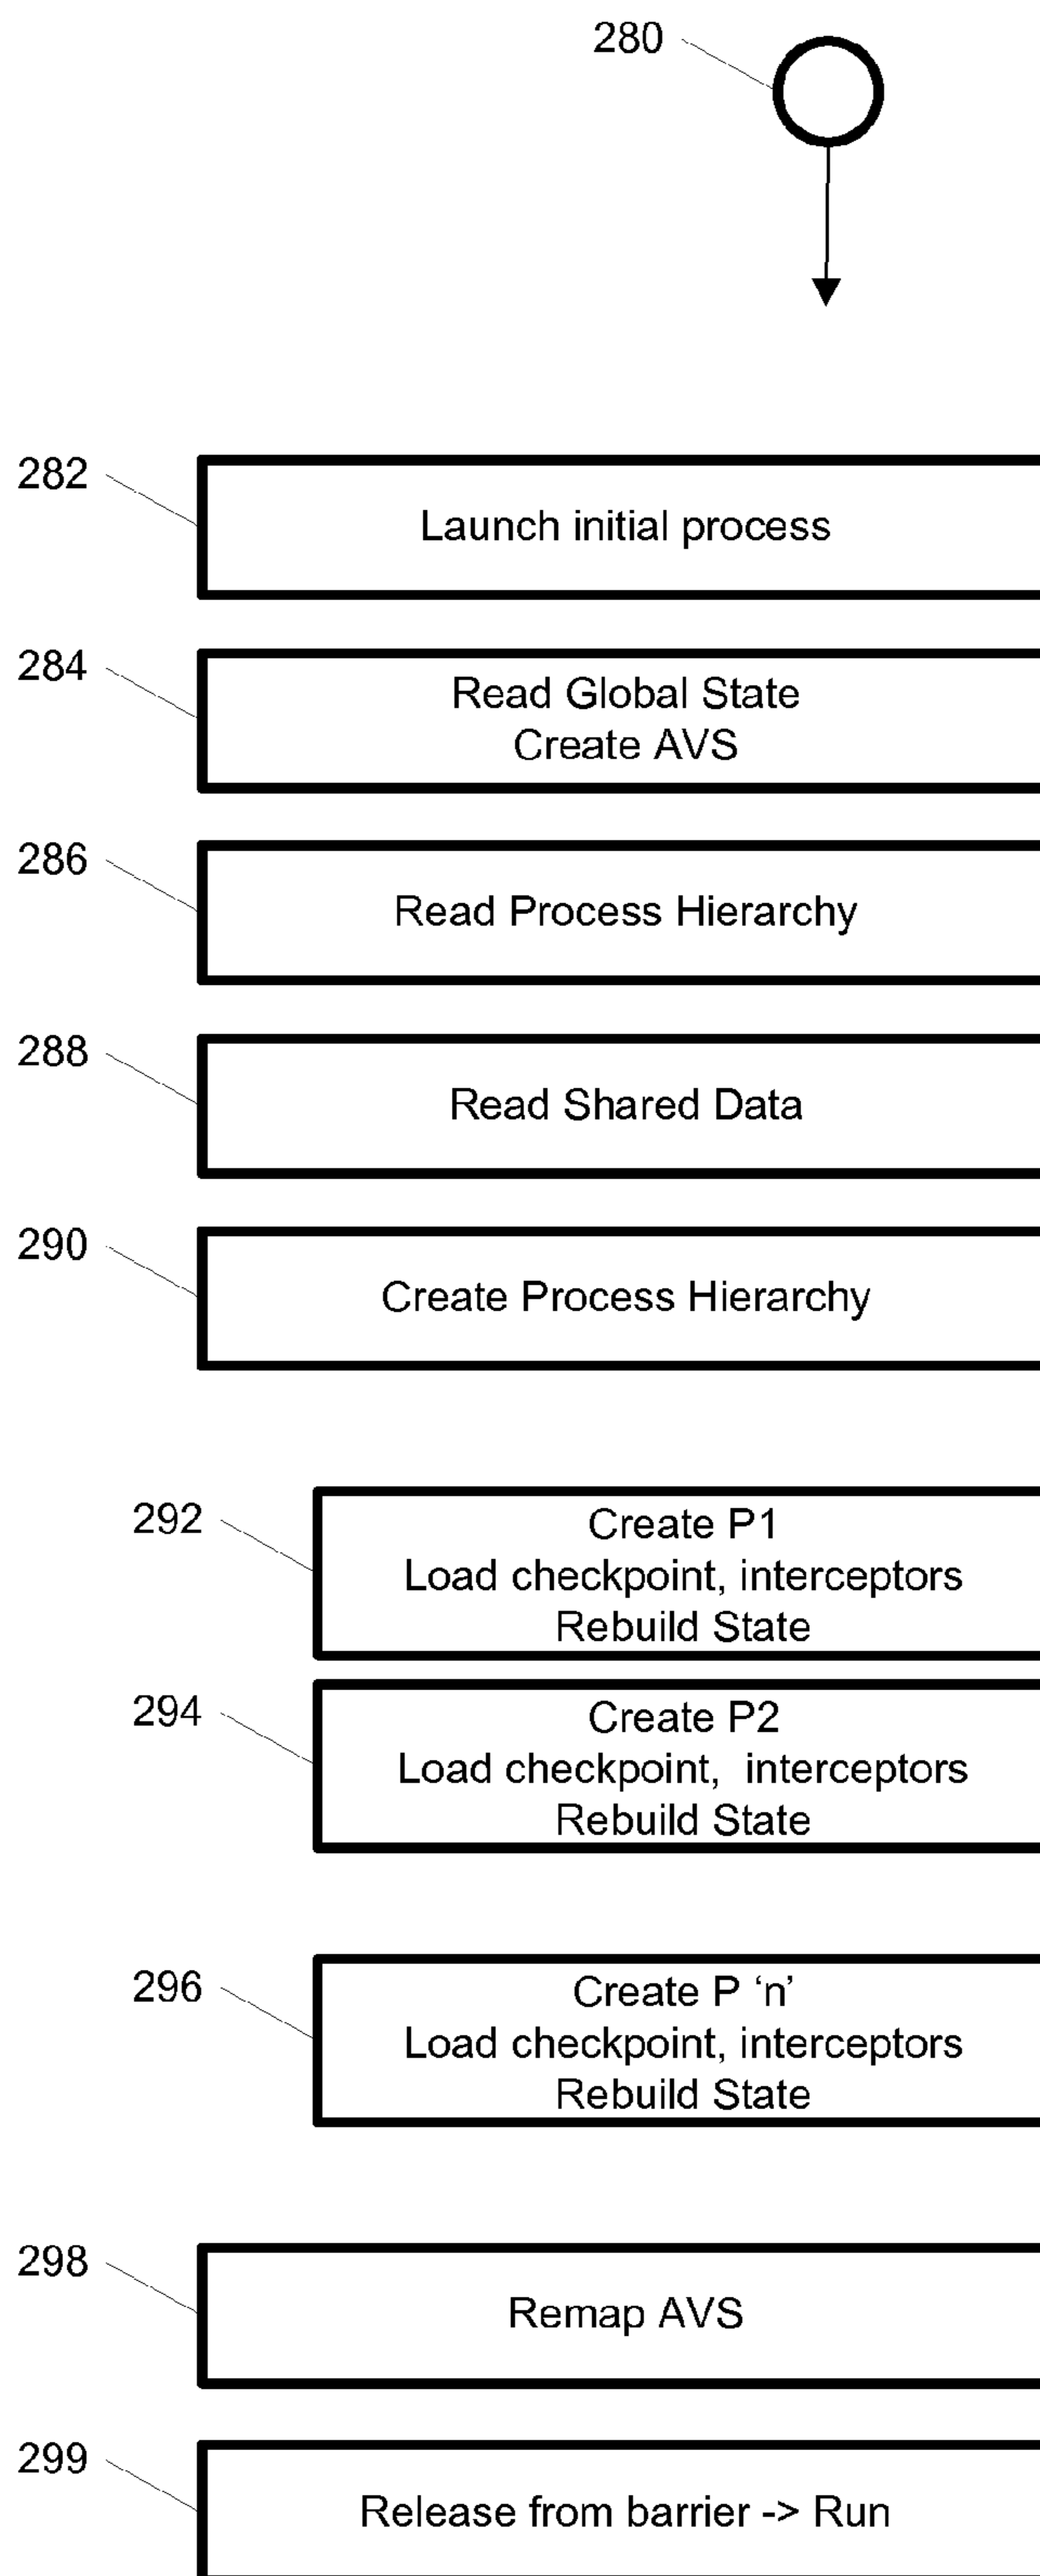 280
282
Launch initial process
284
Read Global State
Create AVS
286
Read Process Hierarchy
288
Read Shared Data
290
Create Process Hierarchy
292
Create P1
Load checkpoint, interceptors
Rebuild State
294
Create P2
Load checkpoint,  interceptors
Rebuild State
296
Create P ‘n’
Load checkpoint, interceptors
Rebuild State
298
Remap AVS
299
Release from barrier -> Run